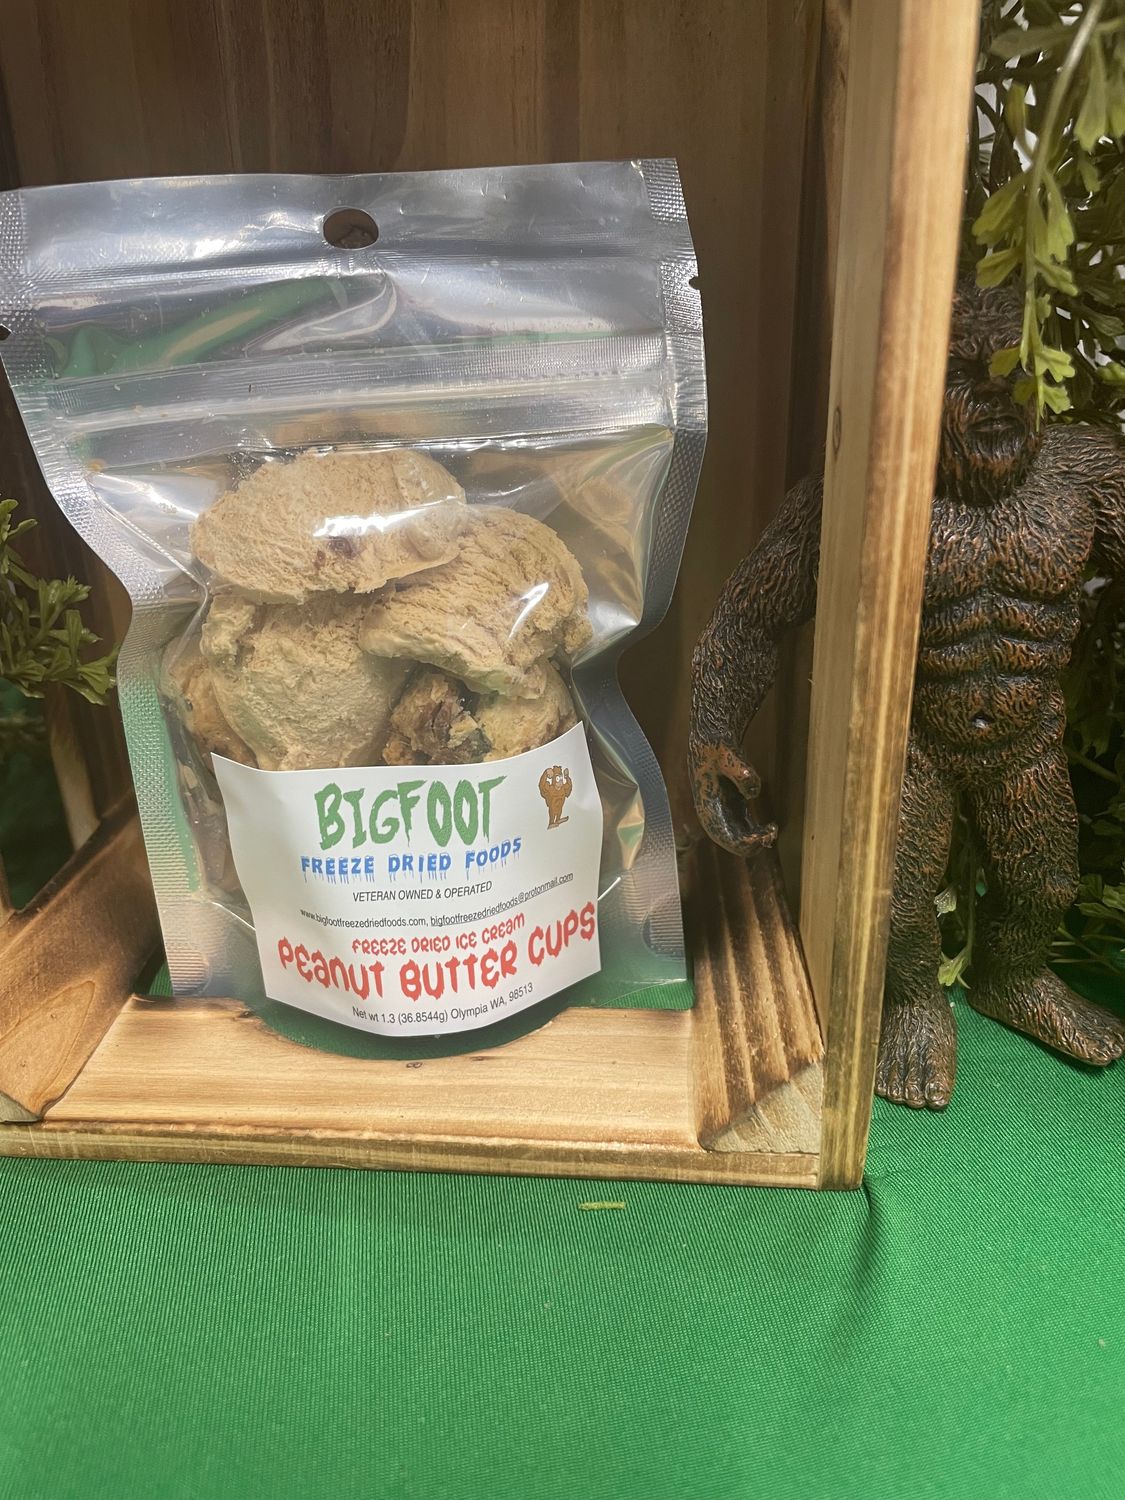 BIGFOOT
FREEZE DRIED FOODS
VETERAN OWNED & OPERATED
www.bigfootfreezedriedfoods.com, bigfootfreezedriedfoods@protonmail.com
FREEZE DRIED ICE CREAM
PEANUT BUTTER CUPS
Net wt 1.3 (36.8544g) Olympia WA, 98513